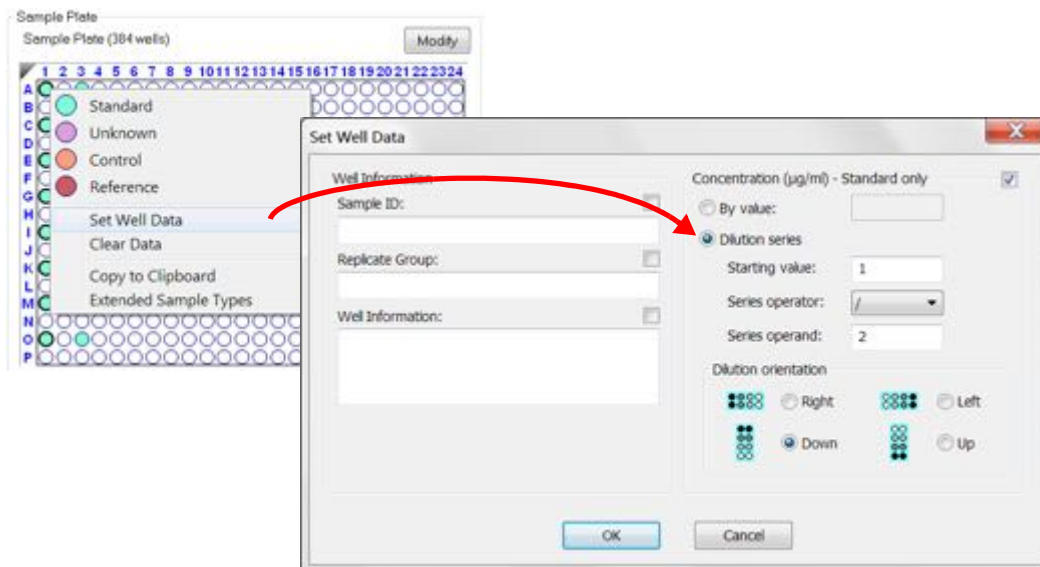 Sample Plate
Sample Plate (384 wells)
Modify
1 2 3 4 5 6 7 8 9 10 11 12 13 14 15 16 17 18 19 20 21 22 23 24
A
B
C
D
E
F
G
H
I
J
K
L
M
N
O
P
Standard
Unknown
Control
Reference
Set Well Data
Clear Data
Copy to Clipboard
Extended Sample Types
Set Well Data
X
Well Information
Sample ID:
Replicate Group:
Well Information:
Concentration (µg/ml) - Standard only
By value:
Dilution series
Starting value: 1
Series operator: /
Series operand: 2
Dilution orientation
Right
Left
Down
Up
OK
Cancel